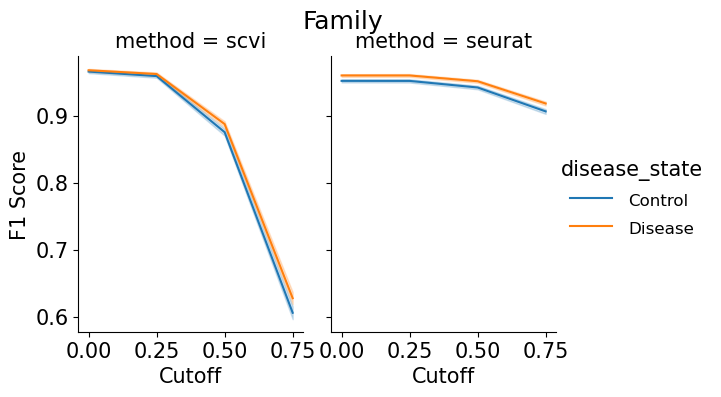 Family
method = scvi
method = seurat
F1 Score
0.9
0.8
0.7
0.6
0.00 0.25 0.50 0.75
0.00 0.25 0.50 0.75
Cutoff
Cutoff
disease_state
Control
Disease